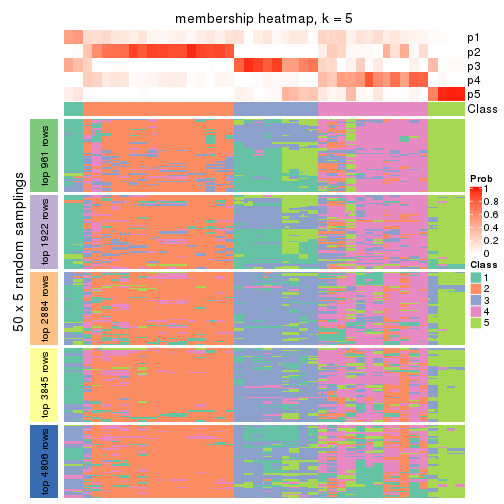 membership heatmap, k = 5
p1
p2
p3
p4
p5
Class
50 x 5 random samplings
top 961 rows
top 1922 rows
top 2884 rows
top 3845 rows
top 4806 rows
Prob
1
0.8
0.6
0.4
0.2
0
Class
1
2
3
4
5